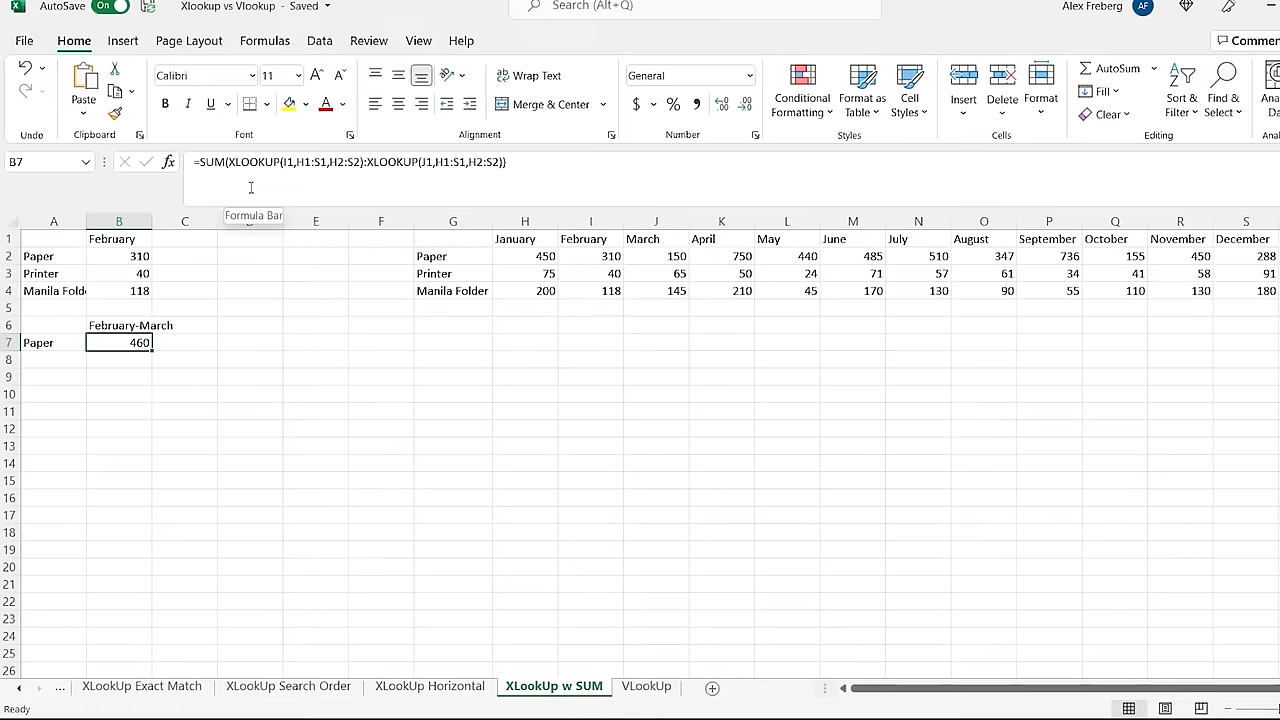 AutoSave On Xlookup vs Vlookup - Saved Search (Alt+Q) Alex Freberg AF
File Home Insert Page Layout Formulas Data Review View Help
Paste Calibri 11 Wrap Text General Conditional Formatting Format as Table Cell Styles Insert Delete Format AutoSum Sort & Filter Find & Select
B I U Merge & Center $ % Fill
Clear
Undo Clipboard Font Alignment Number Styles Cells Editing
B7 fx =SUM(XLOOKUP(I1,H1:S1,H2:S2):XLOOKUP(J1,H1:S1,H2:S2))
Formula Bar
A B C E F G H I J K L M N O P Q R S
1 February January February March April May June July August September October November December
2 Paper 310 Paper 450 310 150 750 440 485 510 347 736 155 450 288
3 Printer 40 Printer 75 40 65 50 24 71 57 61 34 41 58 91
4 Manila Folde 118 Manila Folder 200 118 145 210 45 170 130 90 55 110 130 180
5
6 February-March
7 Paper 460
8
9
10
11
12
13
14
15
16
17
18
19
20
21
22
23
24
25
26
... XLookUp Exact Match XLookUp Search Order XLookUp Horizontal XLookUp w SUM VLookUp
Ready